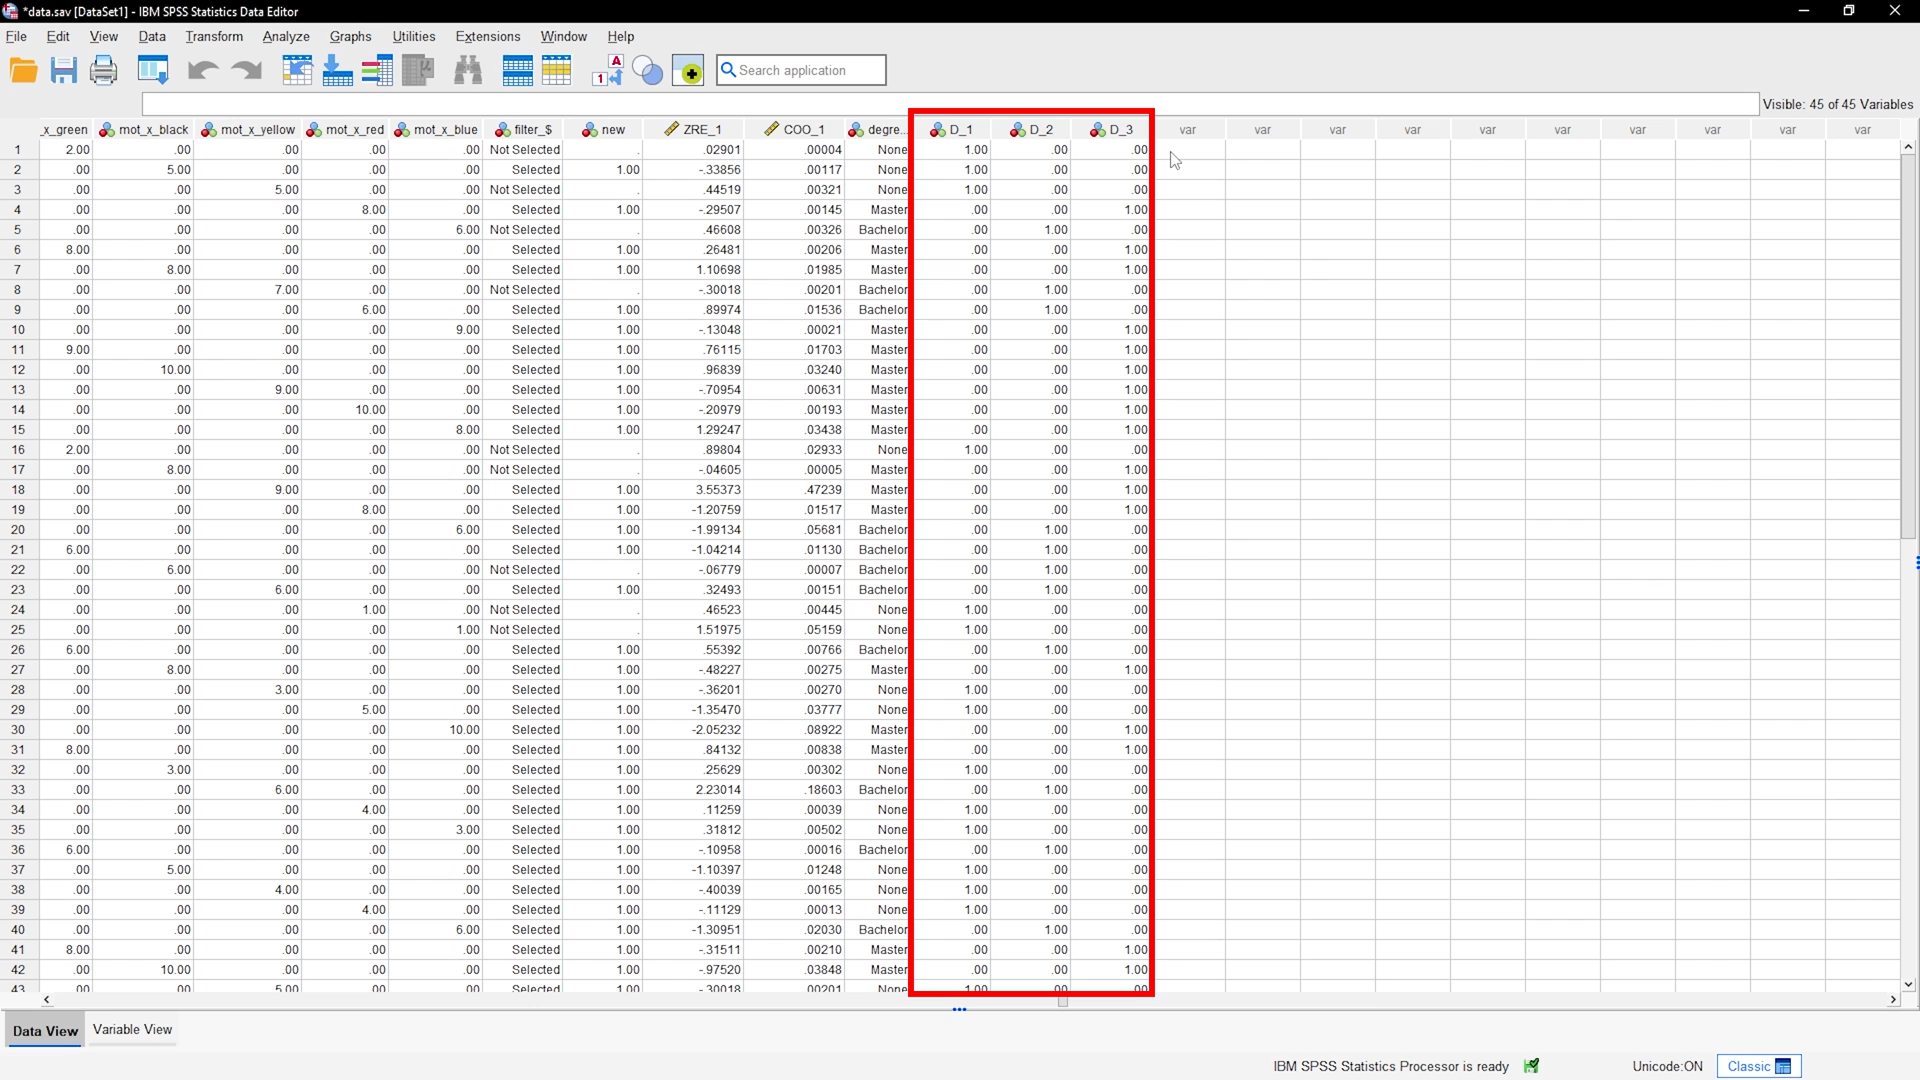 *data.sav [DataSet1] - IBM SPSS Statistics Data Editor
File Edit View Data Transform Analyze Graphs Utilities Extensions Window Help
Search application
Visible: 45 of 45 Variables
_x_green mot_x_black mot_x_yellow mot_x_red mot_x_blue filter_$ new ZRE_1 COO_1 degre... D_1 D_2 D_3 var var var var var var var var var var
1 2.00 .00 .00 .00 .00 Not Selected . .02901 .00004 None 1.00 .00 .00
2 .00 5.00 .00 .00 .00 Selected 1.00 -.33856 .00117 None 1.00 .00 .00
3 .00 .00 5.00 .00 .00 Not Selected . .44519 .00321 None 1.00 .00 .00
4 .00 .00 .00 8.00 .00 Selected 1.00 -.29507 .00145 Master .00 .00 1.00
5 .00 .00 .00 .00 6.00 Not Selected . .46608 .00326 Bachelor .00 1.00 .00
6 8.00 .00 .00 .00 .00 Selected 1.00 .26481 .00206 Master .00 .00 1.00
7 .00 8.00 .00 .00 .00 Selected 1.00 1.10698 .01985 Master .00 .00 1.00
8 .00 .00 7.00 .00 .00 Not Selected . -.30018 .00201 Bachelor .00 1.00 .00
9 .00 .00 .00 6.00 .00 Selected 1.00 .89974 .01536 Bachelor .00 1.00 .00
10 .00 .00 .00 .00 9.00 Selected 1.00 -.13048 .00021 Master .00 .00 1.00
11 9.00 .00 .00 .00 .00 Selected 1.00 .76115 .01703 Master .00 .00 1.00
12 .00 10.00 .00 .00 .00 Selected 1.00 .96839 .03240 Master .00 .00 1.00
13 .00 .00 9.00 .00 .00 Selected 1.00 -.70954 .00631 Master .00 .00 1.00
14 .00 .00 .00 10.00 .00 Selected 1.00 -.20979 .00193 Master .00 .00 1.00
15 .00 .00 .00 .00 8.00 Selected 1.00 1.29247 .03438 Master .00 .00 1.00
16 2.00 .00 .00 .00 .00 Not Selected . .89804 .02933 None 1.00 .00 .00
17 .00 8.00 .00 .00 .00 Not Selected . -.04605 .00005 Master .00 .00 1.00
18 .00 .00 9.00 .00 .00 Selected 1.00 3.55373 .47239 Master .00 .00 1.00
19 .00 .00 .00 8.00 .00 Selected 1.00 -1.20759 .01517 Master .00 .00 1.00
20 .00 .00 .00 .00 6.00 Selected 1.00 -1.99134 .05681 Bachelor .00 1.00 .00
21 6.00 .00 .00 .00 .00 Selected 1.00 -1.04214 .01130 Bachelor .00 1.00 .00
22 .00 6.00 .00 .00 .00 Not Selected . -.06779 .00007 Bachelor .00 1.00 .00
23 .00 .00 6.00 .00 .00 Selected 1.00 .32493 .00151 Bachelor .00 1.00 .00
24 .00 .00 .00 1.00 .00 Not Selected . .46523 .00445 None 1.00 .00 .00
25 .00 .00 .00 .00 1.00 Not Selected . 1.51975 .05159 None 1.00 .00 .00
26 6.00 .00 .00 .00 .00 Selected 1.00 .55392 .00766 Bachelor .00 1.00 .00
27 .00 8.00 .00 .00 .00 Selected 1.00 -.48227 .00275 Master .00 .00 1.00
28 .00 .00 3.00 .00 .00 Selected 1.00 -.36201 .00270 None 1.00 .00 .00
29 .00 .00 .00 5.00 .00 Selected 1.00 -1.35470 .03777 None 1.00 .00 .00
30 .00 .00 .00 .00 10.00 Selected 1.00 -2.05232 .08922 Master .00 .00 1.00
31 8.00 .00 .00 .00 .00 Selected 1.00 .84132 .00838 Master .00 .00 1.00
32 .00 3.00 .00 .00 .00 Selected 1.00 .25629 .00302 None 1.00 .00 .00
33 .00 .00 6.00 .00 .00 Selected 1.00 2.23014 .18603 Bachelor .00 1.00 .00
34 .00 .00 .00 4.00 .00 Selected 1.00 .11259 .00039 None 1.00 .00 .00
35 .00 .00 .00 .00 3.00 Selected 1.00 .31812 .00502 None 1.00 .00 .00
36 6.00 .00 .00 .00 .00 Selected 1.00 -.10958 .00016 Bachelor .00 1.00 .00
37 .00 5.00 .00 .00 .00 Selected 1.00 -1.10397 .01248 None 1.00 .00 .00
38 .00 .00 4.00 .00 .00 Selected 1.00 -.40039 .00165 None 1.00 .00 .00
39 .00 .00 .00 4.00 .00 Selected 1.00 -.11129 .00013 None 1.00 .00 .00
40 .00 .00 .00 .00 6.00 Selected 1.00 -1.30951 .02030 Bachelor .00 1.00 .00
41 8.00 .00 .00 .00 .00 Selected 1.00 -.31511 .00210 Master .00 .00 1.00
42 .00 10.00 .00 .00 .00 Selected 1.00 -.97520 .03848 Master .00 .00 1.00
43 .00 .00 5.00 .00 .00 Selected 1.00 -.30018 .00201 None 1.00 .00 .00
Data View Variable View
IBM SPSS Statistics Processor is ready Unicode:ON Classic